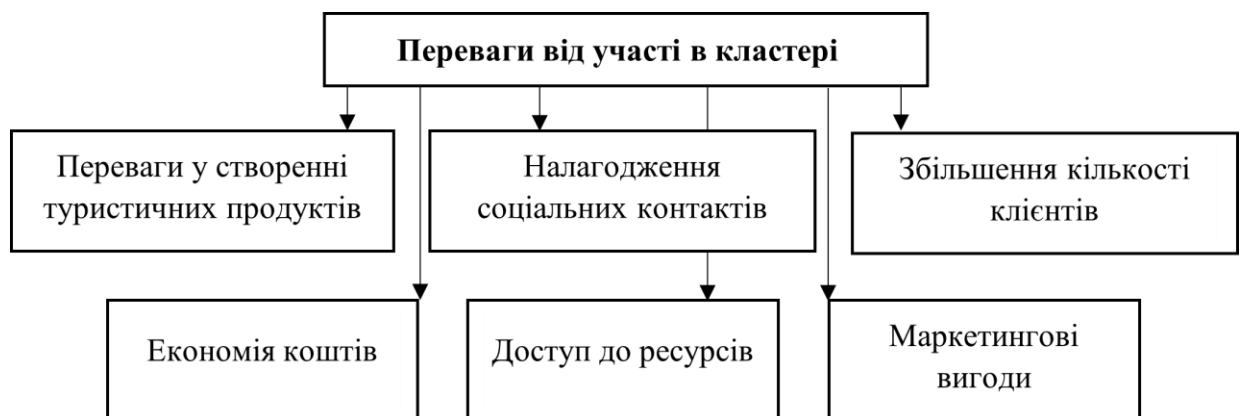 Переваги від участі в кластері
Переваги у створенні
туристичних продуктів
Налагодження
соціальних контактів
Збільшення кількості
клієнтів
Економія коштів
Доступ до ресурсів
Маркетингові
вигоди